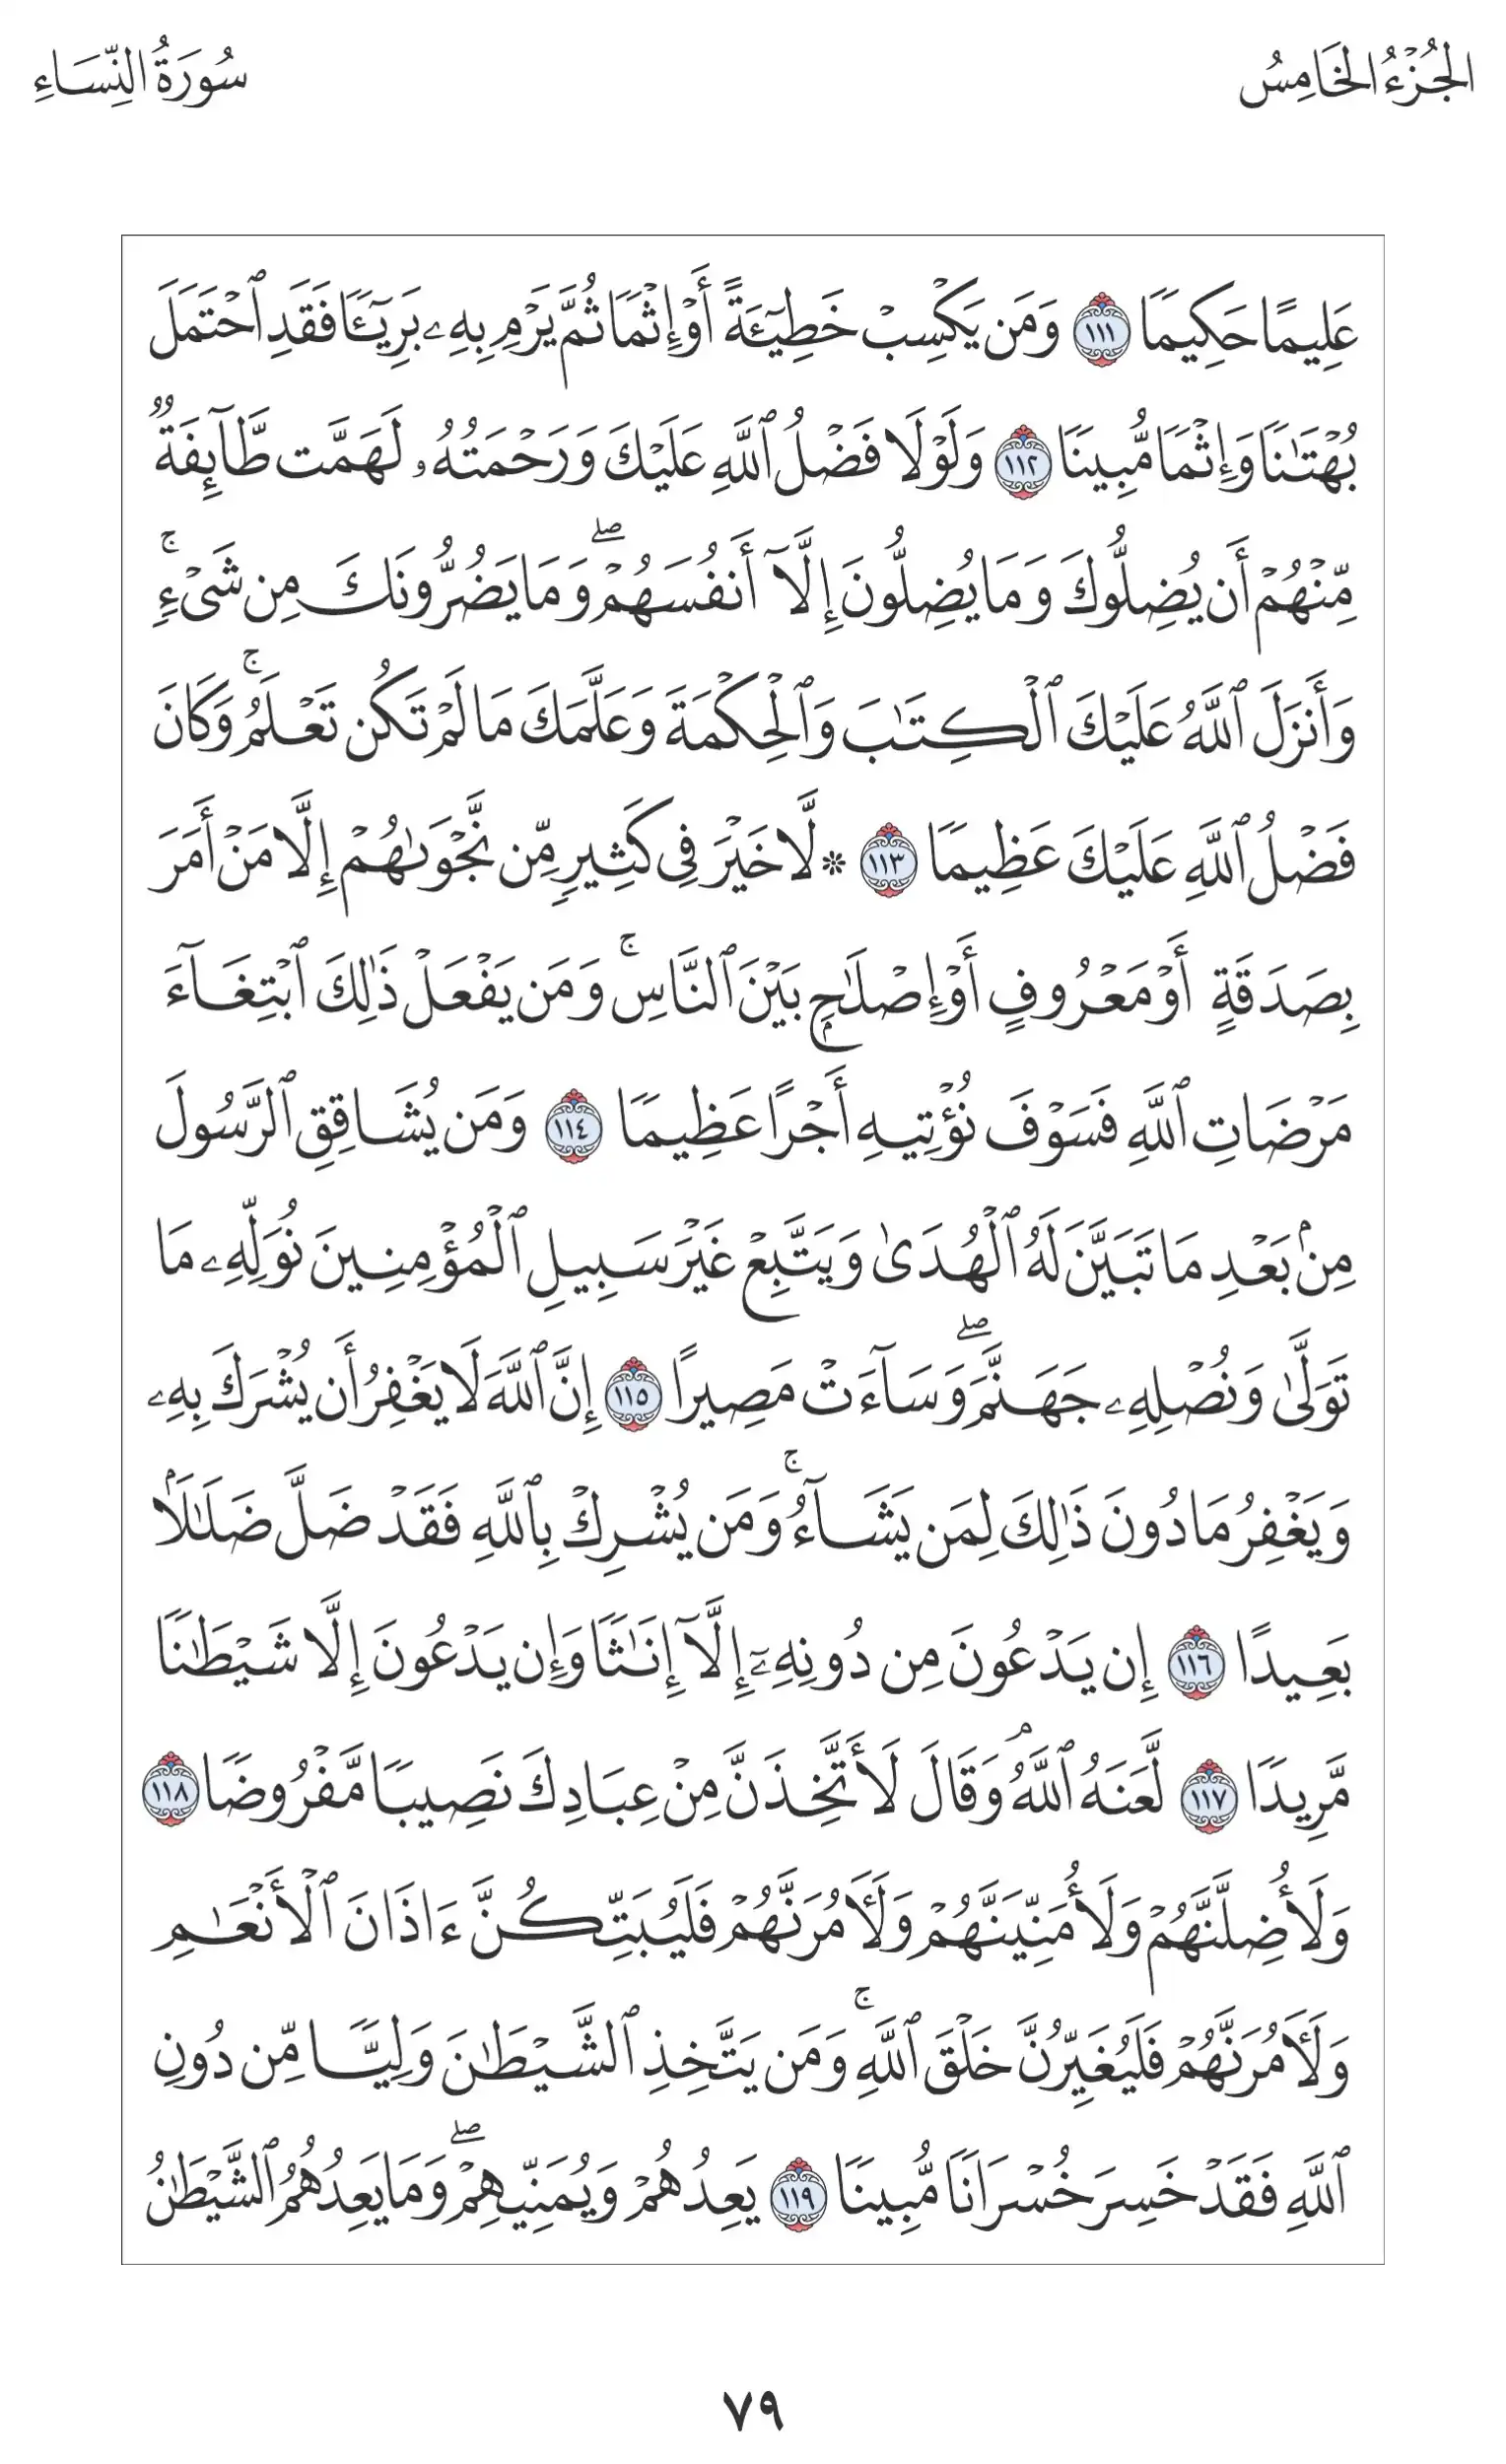 الجُزْءُ الخَامِسُ
سُورَةُ النِّسَاءِ
عَلِيمًا حَكِيمًا ١١١ وَمَن يَكْسِبْ خَطِيٓـَٔةً أَوْ إِثْمًا ثُمَّ يَرْمِ بِهِۦ بَرِيٓـًٔا فَقَدِ ٱحْتَمَلَ
بُهْتَـٰنًا وَإِثْمًا مُّبِينًا ١١٢ وَلَوْلَا فَضْلُ ٱللَّهِ عَلَيْكَ وَرَحْمَتُهُۥ لَهَمَّت طَّآئِفَةٌ
مِّنْهُمْ أَن يُضِلُّوكَ وَمَا يُضِلُّونَ إِلَّآ أَنفُسَهُمْ ۖ وَمَا يَضُرُّونَكَ مِن شَىْءٍ ۚ
وَأَنزَلَ ٱللَّهُ عَلَيْكَ ٱلْكِتَـٰبَ وَٱلْحِكْمَةَ وَعَلَّمَكَ مَا لَمْ تَكُن تَعْلَمُ ۚ وَكَانَ
فَضْلُ ٱللَّهِ عَلَيْكَ عَظِيمًا ١١٣ * لَّا خَيْرَ فِى كَثِيرٍ مِّن نَّجْوَىٰهُمْ إِلَّا مَنْ أَمَرَ
بِصَدَقَةٍ أَوْ مَعْرُوفٍ أَوْ إِصْلَـٰحٍۭ بَيْنَ ٱلنَّاسِ ۚ وَمَن يَفْعَلْ ذَٰلِكَ ٱبْتِغَآءَ
مَرْضَاتِ ٱللَّهِ فَسَوْفَ نُؤْتِيهِ أَجْرًا عَظِيمًا ١١٤ وَمَن يُشَاقِقِ ٱلرَّسُولَ
مِنۢ بَعْدِ مَا تَبَيَّنَ لَهُ ٱلْهُدَىٰ وَيَتَّبِعْ غَيْرَ سَبِيلِ ٱلْمُؤْمِنِينَ نُوَلِّهِۦ مَا
تَوَلَّىٰ وَنُصْلِهِۦ جَهَنَّمَ ۖ وَسَآءَتْ مَصِيرًا ١١٥ إِنَّ ٱللَّهَ لَا يَغْفِرُ أَن يُشْرَكَ بِهِۦ
وَيَغْفِرُ مَا دُونَ ذَٰلِكَ لِمَن يَشَآءُ ۚ وَمَن يُشْرِكْ بِٱللَّهِ فَقَدْ ضَلَّ ضَلَـٰلًۢا
بَعِيدًا ١١٦ إِن يَدْعُونَ مِن دُونِهِۦٓ إِلَّآ إِنَـٰثًا وَإِن يَدْعُونَ إِلَّا شَيْطَـٰنًا
مَّرِيدًا ١١٧ لَّعَنَهُ ٱللَّهُ ۘ وَقَالَ لَأَتَّخِذَنَّ مِنْ عِبَادِكَ نَصِيبًا مَّفْرُوضًا ١١٨
وَلَأُضِلَّنَّهُمْ وَلَأُمَنِّيَنَّهُمْ وَلَـَٔامُرَنَّهُمْ فَلَيُبَتِّكُنَّ ءَاذَانَ ٱلْأَنْعَـٰمِ
وَلَـَٔامُرَنَّهُمْ فَلَيُغَيِّرُنَّ خَلْقَ ٱللَّهِ ۚ وَمَن يَتَّخِذِ ٱلشَّيْطَـٰنَ وَلِيًّا مِّن دُونِ
ٱللَّهِ فَقَدْ خَسِرَ خُسْرَانًا مُّبِينًا ١١٩ يَعِدُهُمْ وَيُمَنِّيهِمْ ۖ وَمَا يَعِدُهُمُ ٱلشَّيْطَـٰنُ
٧٩